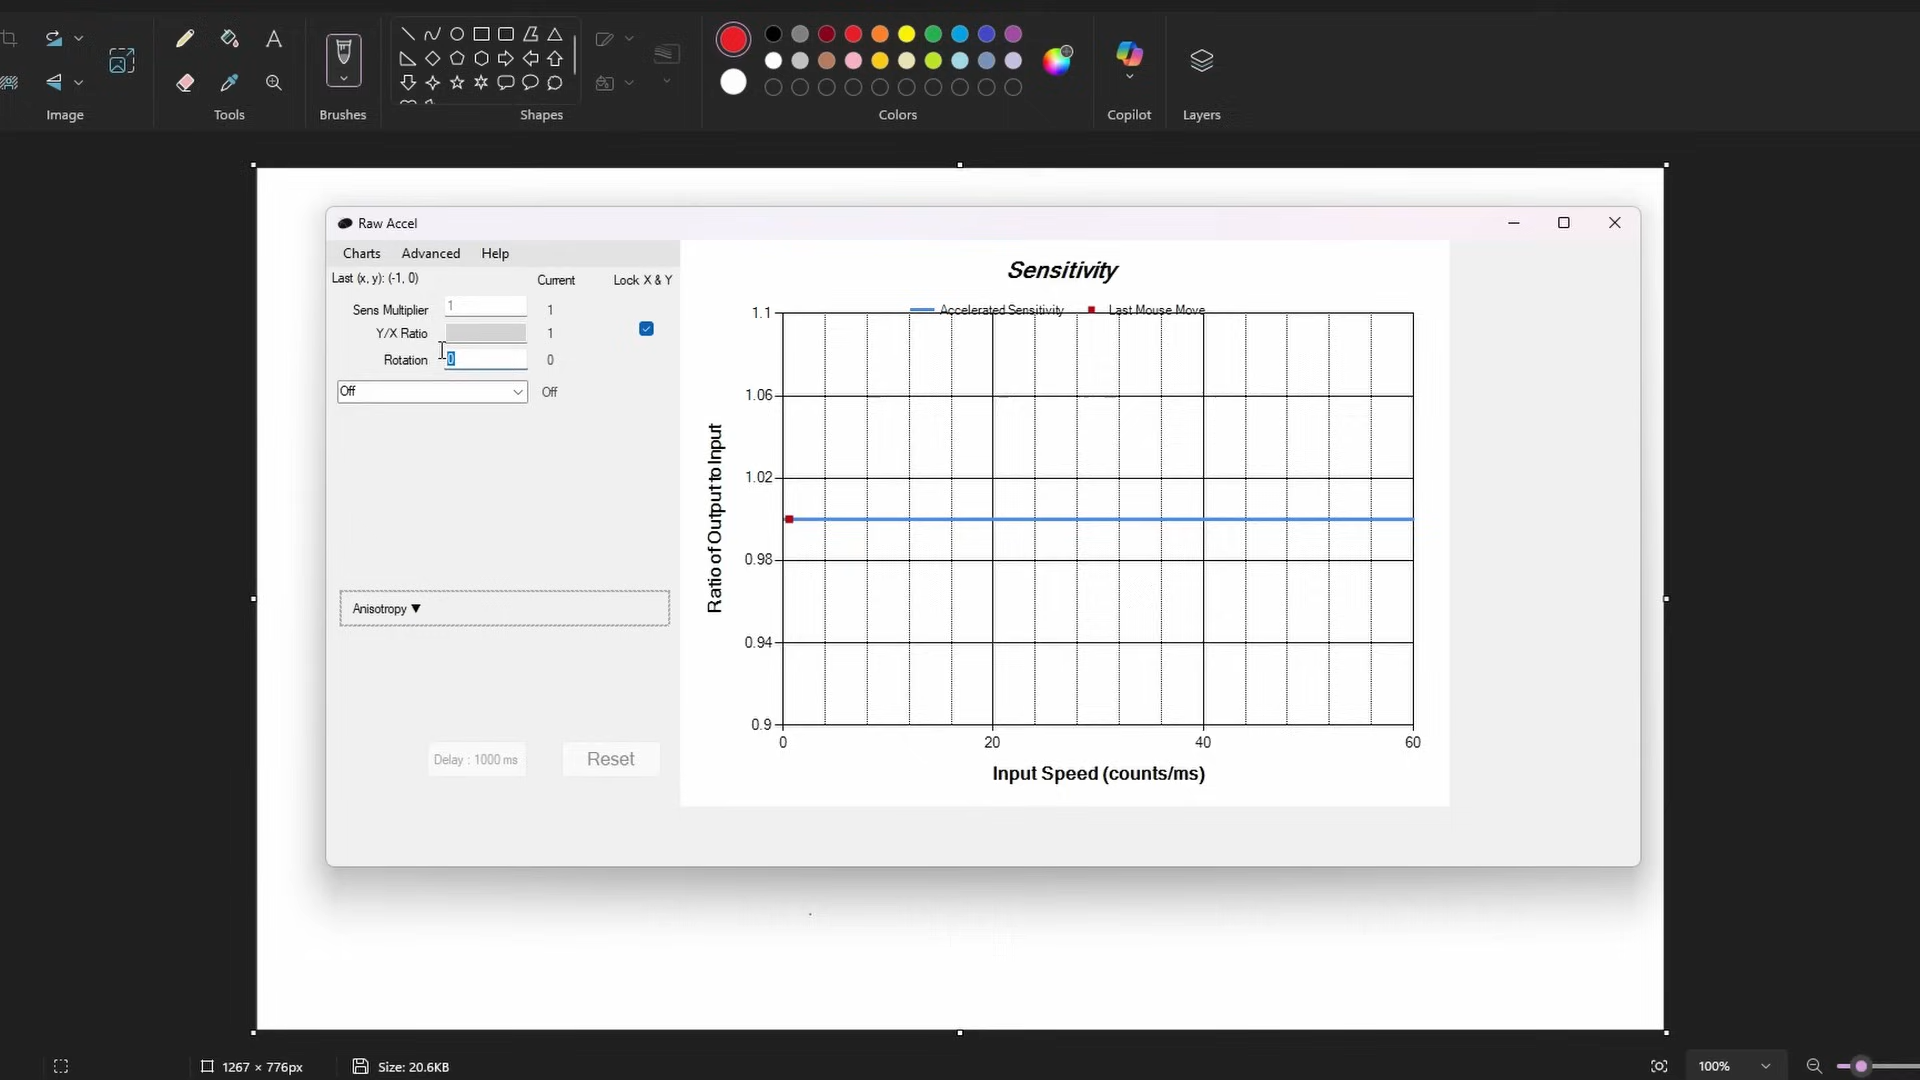 Image
Tools
Brushes
Shapes
Colors
Copilot
Layers
Raw Accel
Charts Advanced Help
Last (x, y): (-1, 0)
Current
Lock X & Y
Sens Multiplier 1 1
Y/X Ratio 1
Rotation 0 0
Off Off
Anisotropy ▼
Delay : 1000 ms
Reset
Sensitivity
Accelerated Sensitivity
Last Mouse Move
Ratio of Output to Input
1.1
1.06
1.02
0.98
0.94
0.9
0 20 40 60
Input Speed (counts/ms)
1267 × 776px
Size: 20.6KB
100%